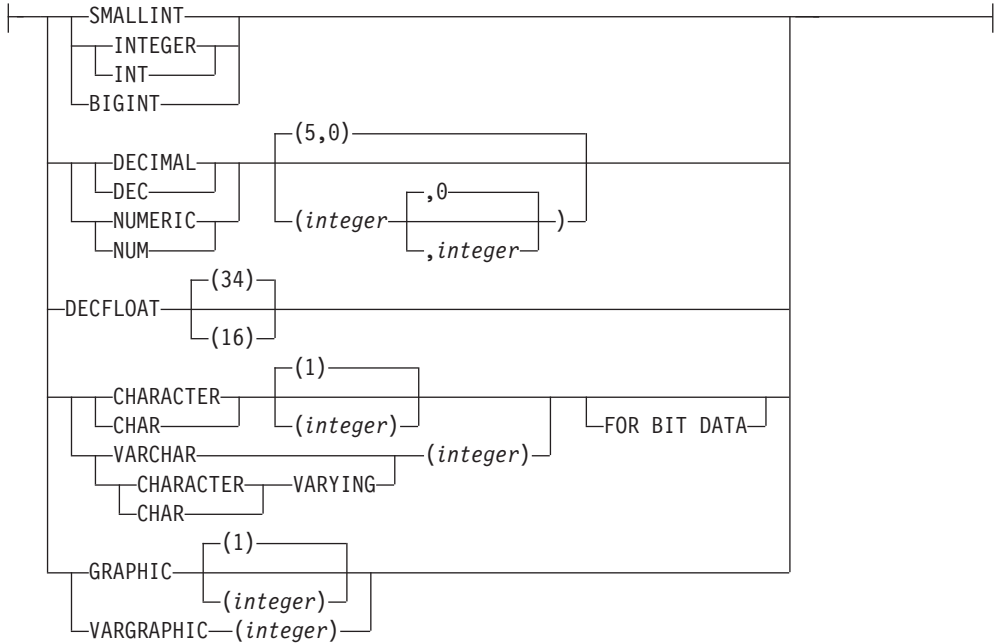 SMALLINT
INTEGER
INT
BIGINT
(5,0)
DECIMAL
DEC
,0
NUMERIC
(integer
)
NUM
,integer
(34)
DECFLOAT
(16)
(1)
CHARACTER
CHAR
(integer)
FOR BIT DATA
VARCHAR
(integer)
CHARACTER
VARYING
CHAR
(1)
GRAPHIC
(integer)
VARGRAPHIC
(integer)